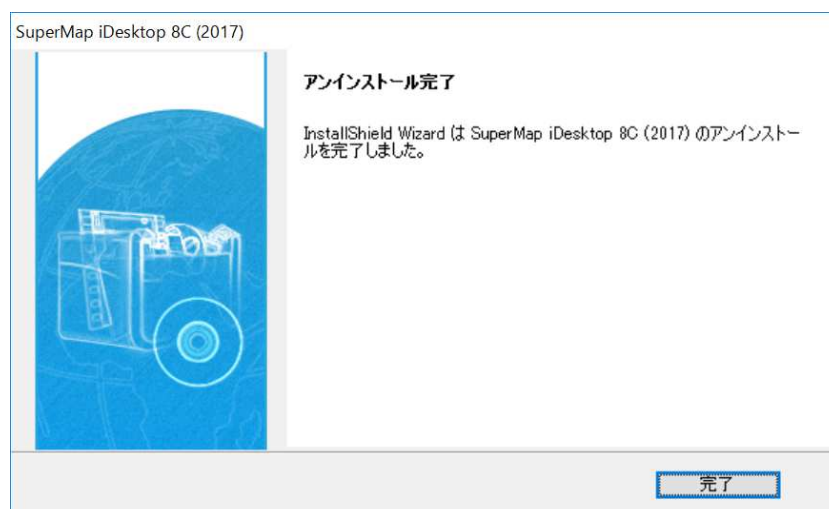 SuperMap iDesktop 8C (2017)
アンインストール完了
InstallShield Wizard は SuperMap iDesktop 8C (2017) のアンインストー
ルを完了しました。
完了